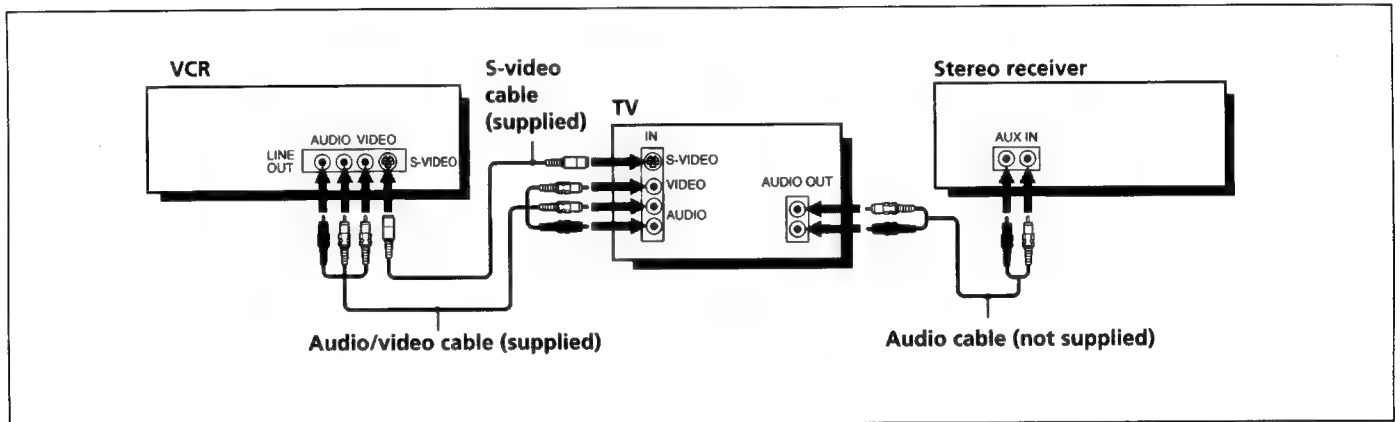 VCR
AUDIO VIDEO
LINE
OUT
S-VIDEO
S-video
cable
(supplied)
TV
IN
S-VIDEO
VIDEO
AUDIO
AUDIO OUT
Stereo receiver
AUX IN
Audio/video cable (supplied)
Audio cable (not supplied)